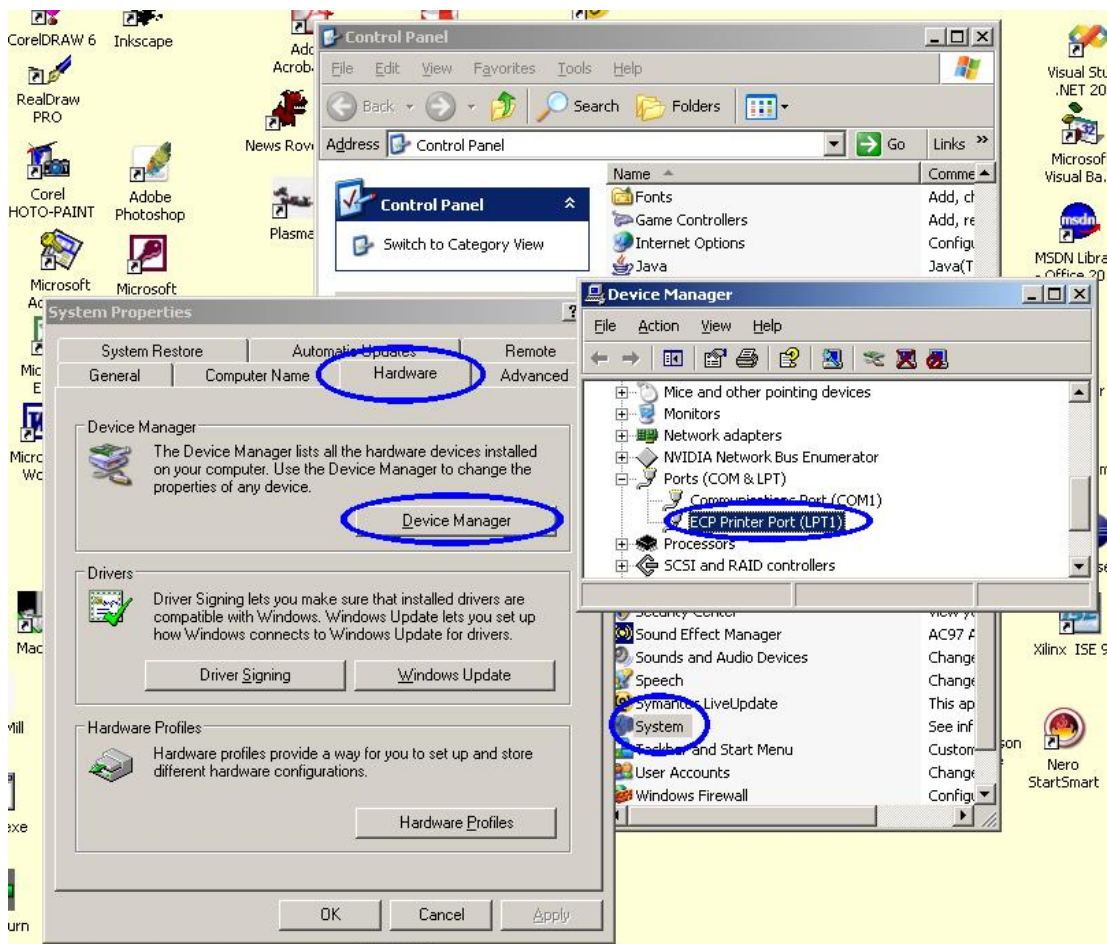 CorelDRAW 6
Inkscape
Acrob
RealDraw
PRO
News Rov
Corel
HOTO-PAINT
Adobe
Photoshop
Plasma
Microsoft
Microsoft
Control Panel
File Edit View Favorites Tools Help
Back Search Folders
Address Control Panel Go Links »
Control Panel
Switch to Category View
Name Comme
Fonts Add, ch
Game Controllers Add, re
Internet Options Configu
Java Java(T
Visual Stu
.NET 20
Microsof
Visual Ba.
msdn
MSDN Libra
- Office 20
System Properties ?
System Restore Automatic Updates Remote
General Computer Name Hardware Advanced
Device Manager
The Device Manager lists all the hardware devices installed
on your computer. Use the Device Manager to change the
properties of any device.
Device Manager
Drivers
Driver Signing lets you make sure that installed drivers are
compatible with Windows. Windows Update lets you set up
how Windows connects to Windows Update for drivers.
Driver Signing Windows Update
Hardware Profiles
Hardware profiles provide a way for you to set up and store
different hardware configurations.
Hardware Profiles
OK Cancel Apply
Device Manager
File Action View Help
Mice and other pointing devices
Monitors
Network adapters
NVIDIA Network Bus Enumerator
Ports (COM & LPT)
Communications Port (COM1)
ECP Printer Port (LPT1)
Processors
SCSI and RAID controllers
Security Center View y
Sound Effect Manager AC97 A
Sounds and Audio Devices Change
Speech Change
Symantec LiveUpdate This ap
System See inf
Taskbar and Start Menu Custom
User Accounts Change
Windows Firewall Configu
Xilinx ISE 9
Nero
StartSmart